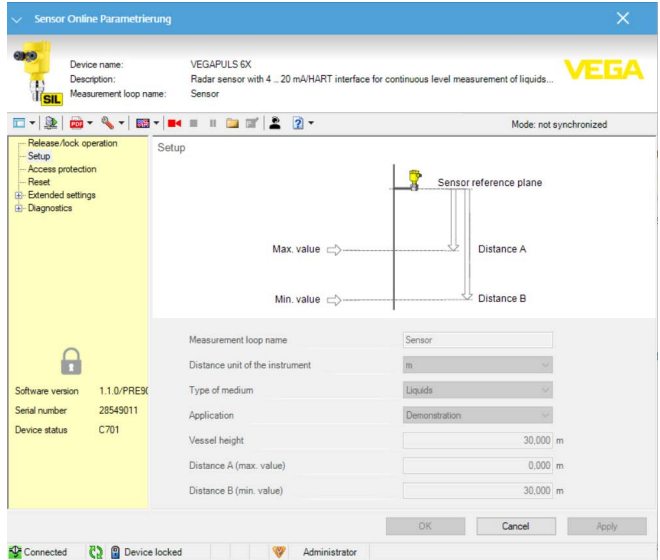 Sensor Online Parametrierung
Device name: VEGAPULS 6X
Description: Radar sensor with 4 .. 20 mA/HART interface for continuous level measurement of liquids...
Measurement loop name: Sensor
SIL
VEGA
PDF
Mode: not synchronized
Release/lock operation
Setup
Access protection
Reset
Extended settings
Diagnostics
Software version 1.1.0/PRE90
Serial number 28549011
Device status C701
Setup
Sensor reference plane
Max. value
Distance A
Min. value
Distance B
Measurement loop name Sensor
Distance unit of the instrument m
Type of medium Liquids
Application Demonstration
Vessel height 30,000 m
Distance A (max. value) 0,000 m
Distance B (min. value) 30,000 m
OK Cancel Apply
Connected Device locked Administrator